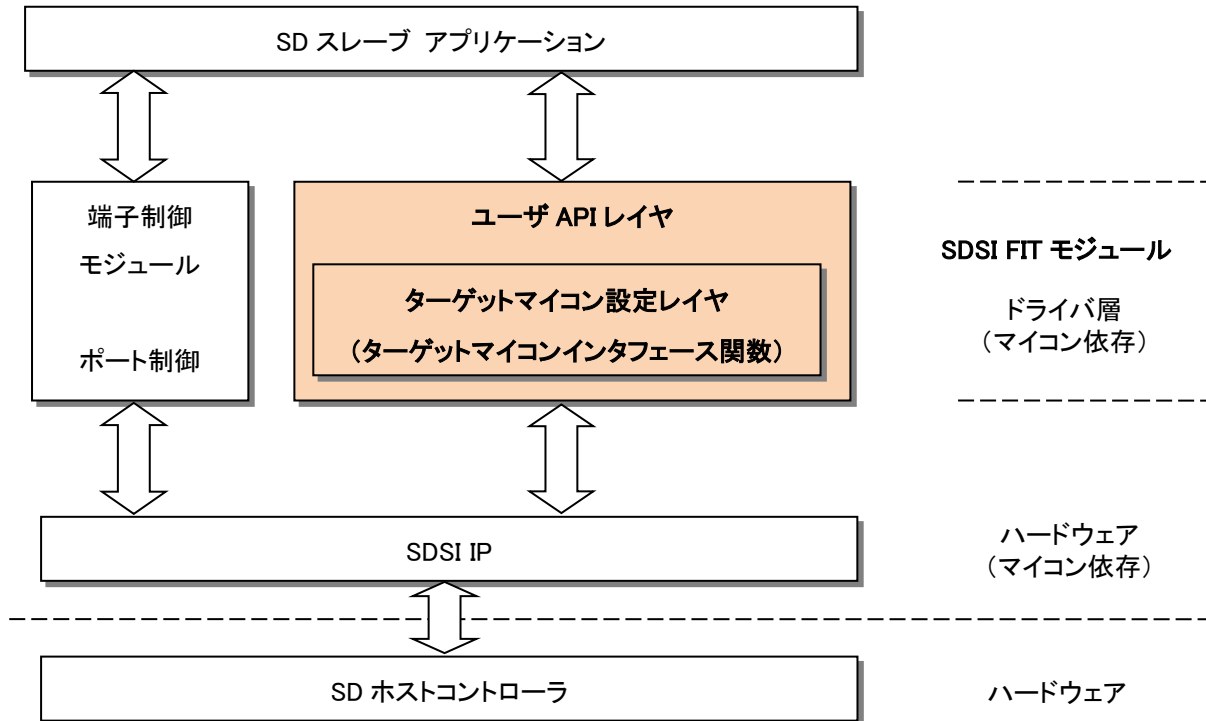 SD スレーブ アプリケーション
端子制御
モジュール
ポート制御
ユーザ API レイヤ
ターゲットマイコン設定レイヤ
（ターゲットマイコンインタフェース関数）
SDSI FIT モジュール
ドライバ層
（マイコン依存）
SDSI IP
ハードウェア
（マイコン依存）
SD ホストコントローラ
ハードウェア